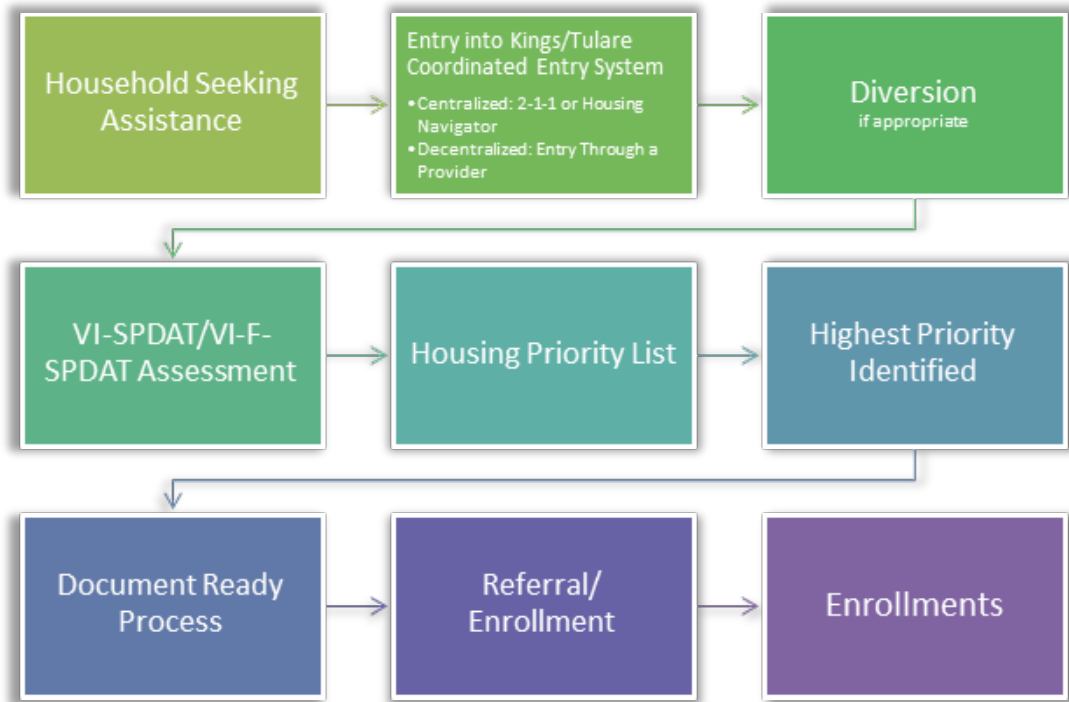 Household Seeking
Assistance
Entry into Kings/Tulare
Coordinated Entry System
•Centralized: 2-1-1 or Housing
Navigator
•Decentralized: Entry Through a
Provider
Diversion
if appropriate
VI-SPDAT/VI-F-
SPDAT Assessment
Housing Priority List
Highest Priority
Identified
Document Ready
Process
Referral/
Enrollment
Enrollments